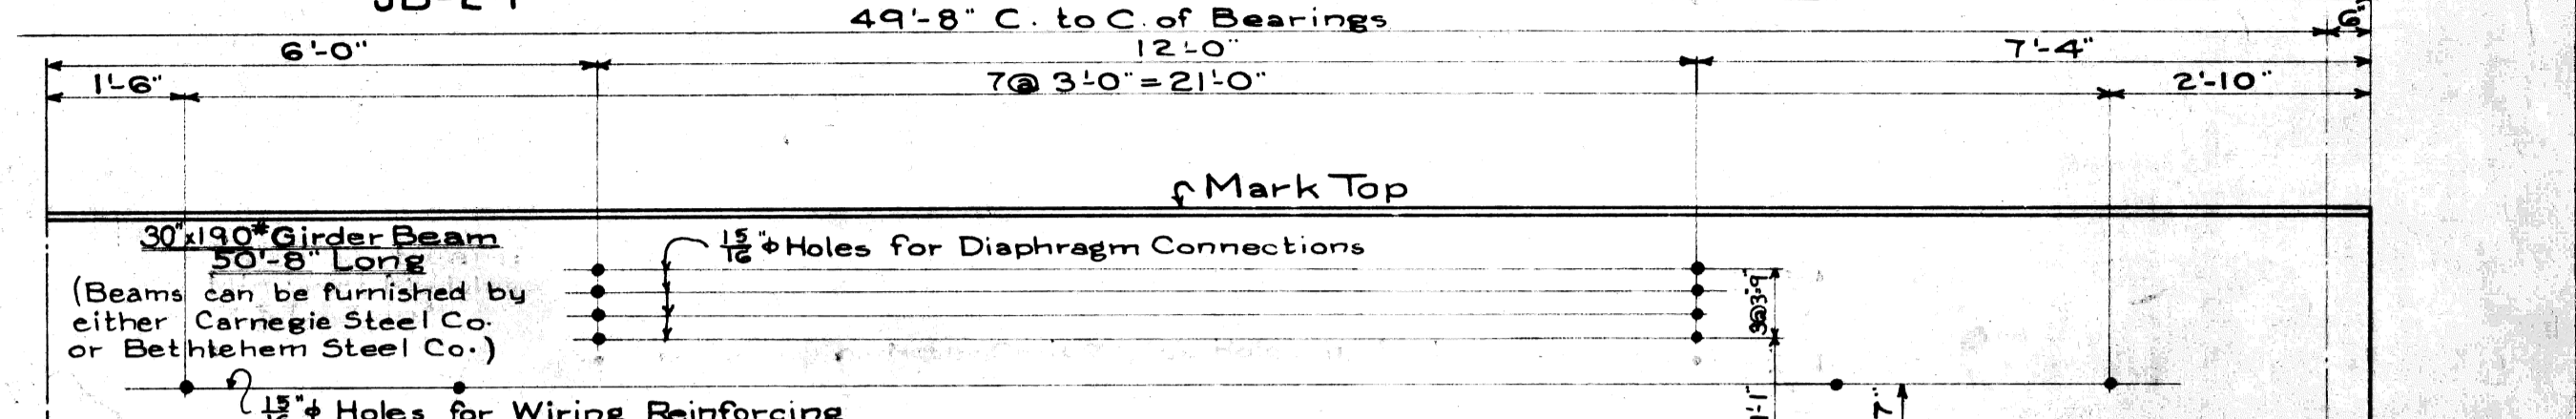 49'-8" C. to C. of Bearings
6"
6'-0"
12'-0"
7'-4"
1'-6"
7@ 3'-0" = 21'-0"
2'-10"
Mark Top
30"x190# Girder Beam
50'-8" Long
(Beams can be furnished by
either Carnegie Steel Co.
or Bethlehem Steel Co.)
15/16"ϕ Holes for Diaphragm Connections
3@3=9"
1'-1"
7"
15/16"ϕ Holes for Wiring Reinforcing